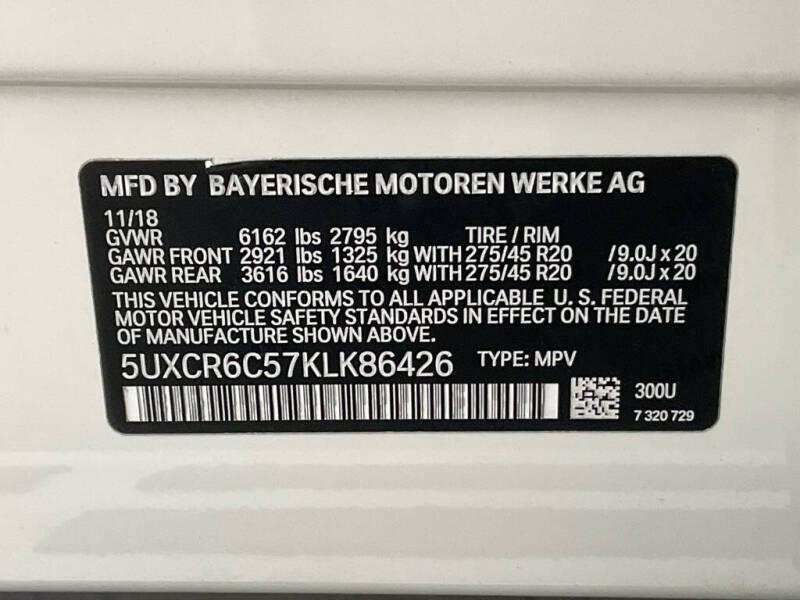 MFD BY BAYERISCHE MOTOREN WERKE AG
11/18
GVWR 6162 lbs 2795 kg TIRE / RIM
GAWR FRONT 2921 lbs 1325 kg WITH 275/45 R20 /9.0J x 20
GAWR REAR 3616 lbs 1640 kg WITH 275/45 R20 /9.0J x 20
THIS VEHICLE CONFORMS TO ALL APPLICABLE U. S. FEDERAL
MOTOR VEHICLE SAFETY STANDARDS IN EFFECT ON THE DATE
OF MANUFACTURE SHOWN ABOVE.
5UXCR6C57KLK86426 TYPE: MPV
300U
7 320 729